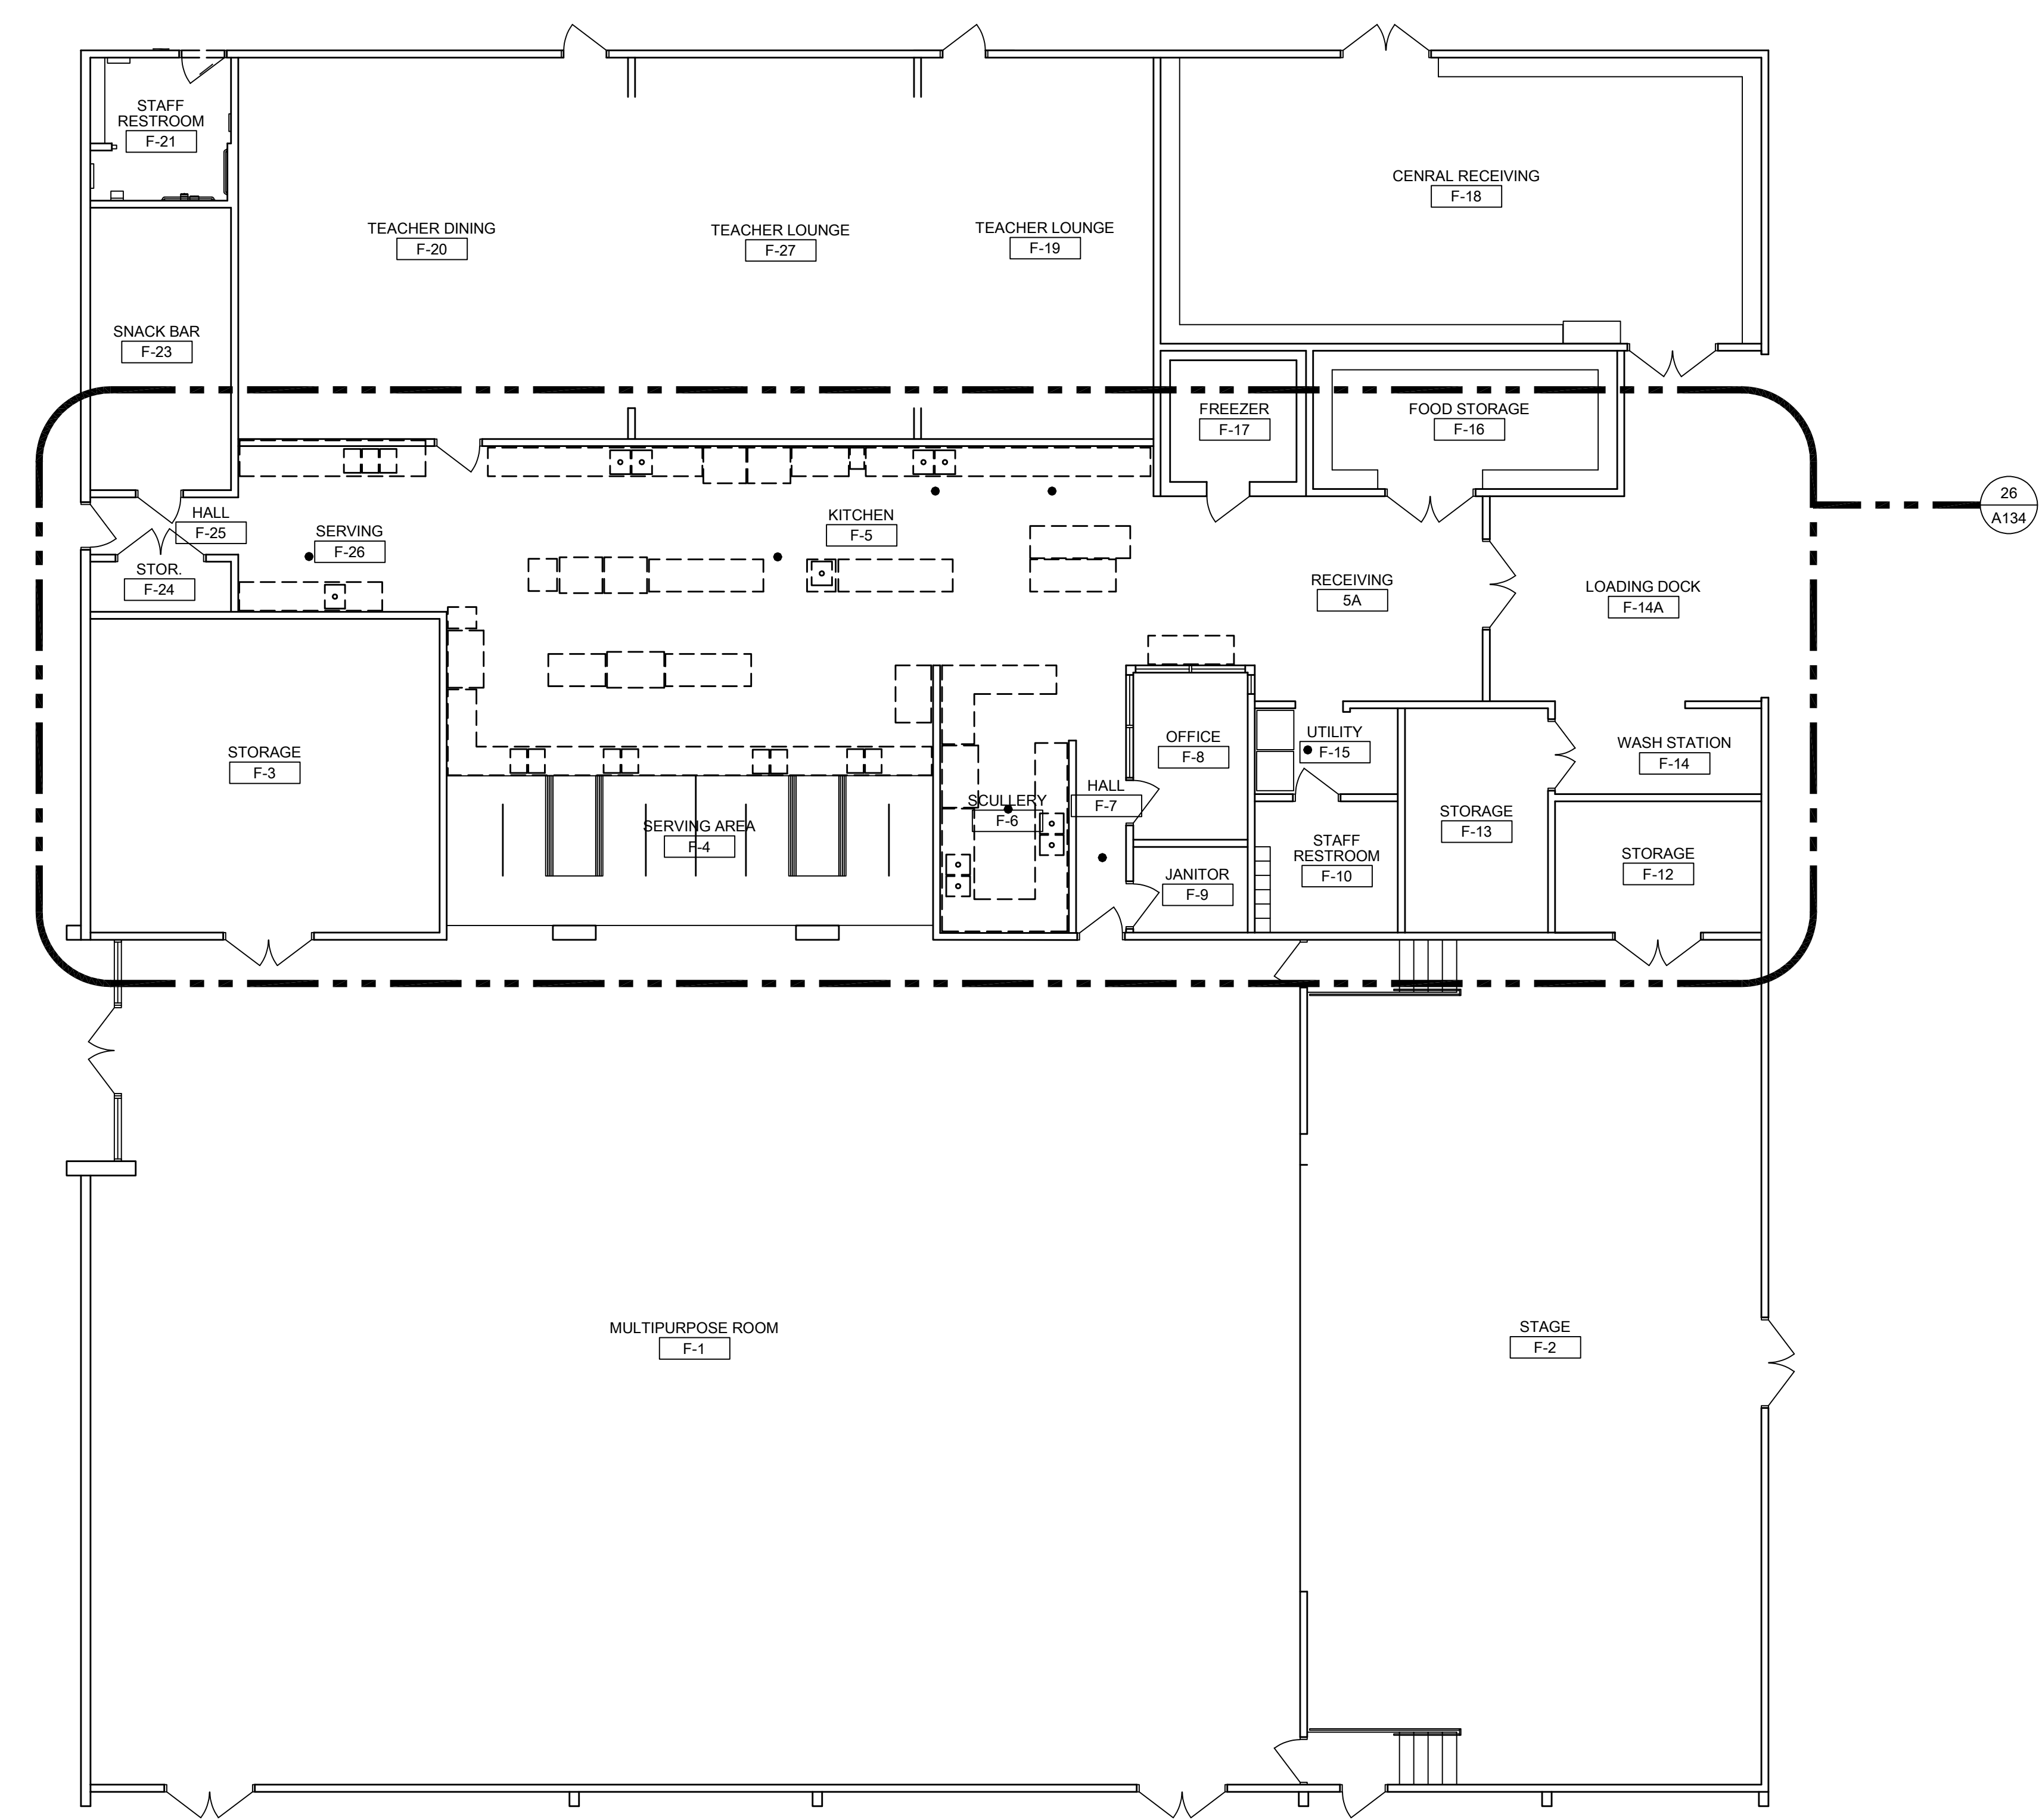 STAFF
RESTROOM
F-21
CENRAL RECEIVING
F-18
TEACHER DINING
F-20
TEACHER LOUNGE
F-27
TEACHER LOUNGE
F-19
SNACK BAR
F-23
FREEZER
F-17
FOOD STORAGE
F-16
26
A134
HALL
F-25
SERVING
F-26
KITCHEN
F-5
STOR.
F-24
RECEIVING
5A
LOADING DOCK
F-14A
STORAGE
F-3
OFFICE
F-8
UTILITY
F-15
WASH STATION
F-14
SERVING AREA
F-4
SCULLERY
F-6
HALL
F-7
STORAGE
F-13
STAFF
RESTROOM
F-10
STORAGE
F-12
JANITOR
F-9
MULTIPURPOSE ROOM
F-1
STAGE
F-2